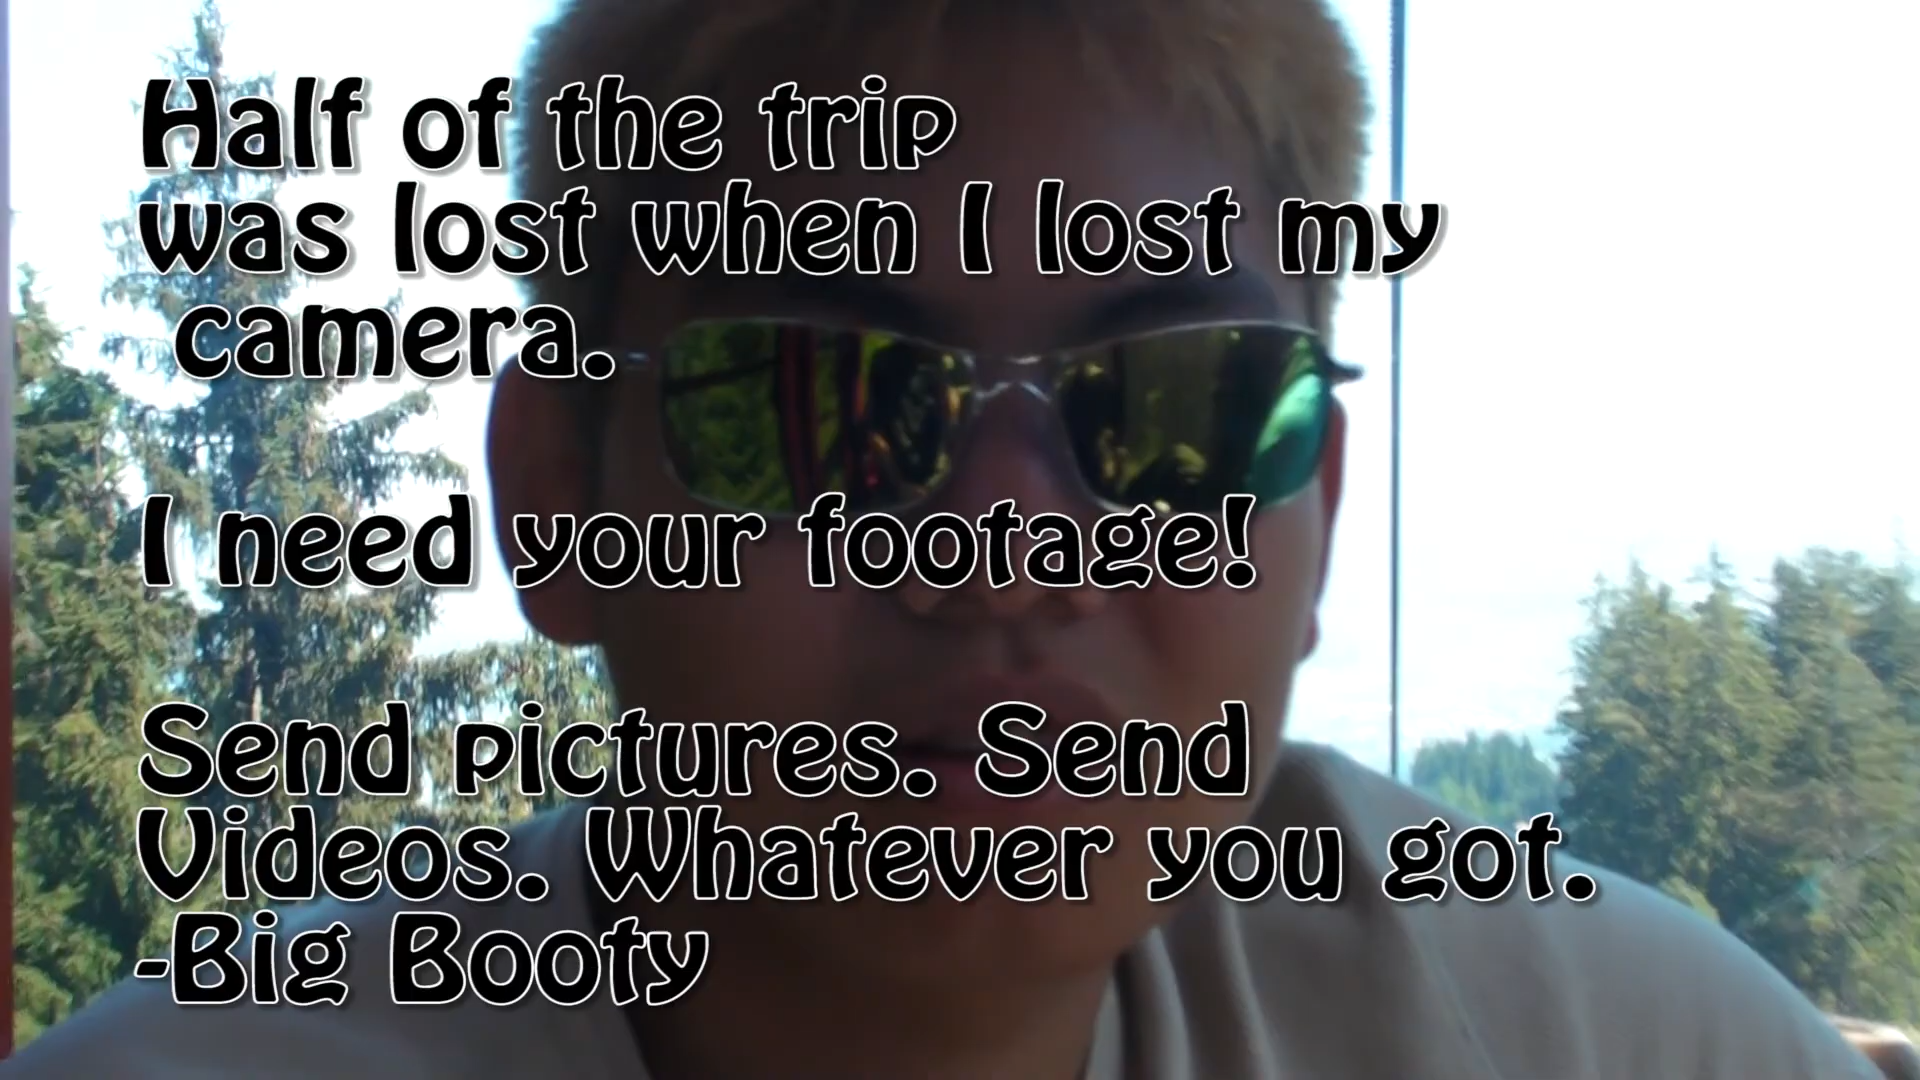 Half of the trip
was lost when I lost my
camera.
I need your footage!
Send pictures. Send
Videos. Whatever you got.
-Big Booty